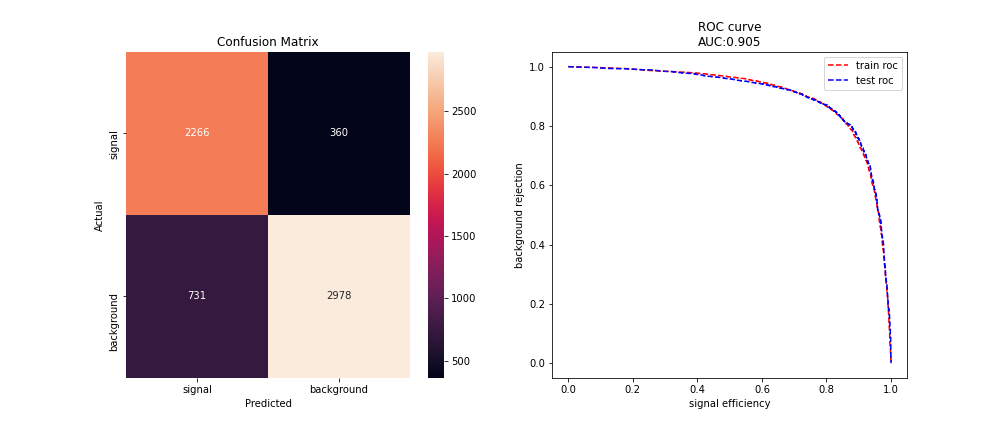 Confusion Matrix
signal
background
Actual
2266
360
731
2978
signal
background
Predicted
2500
2000
1500
1000
500
ROC curve
AUC:0.905
train roc
test roc
1.0
0.8
0.6
0.4
0.2
0.0
background rejection
0.0
0.2
0.4
0.6
0.8
1.0
signal efficiency